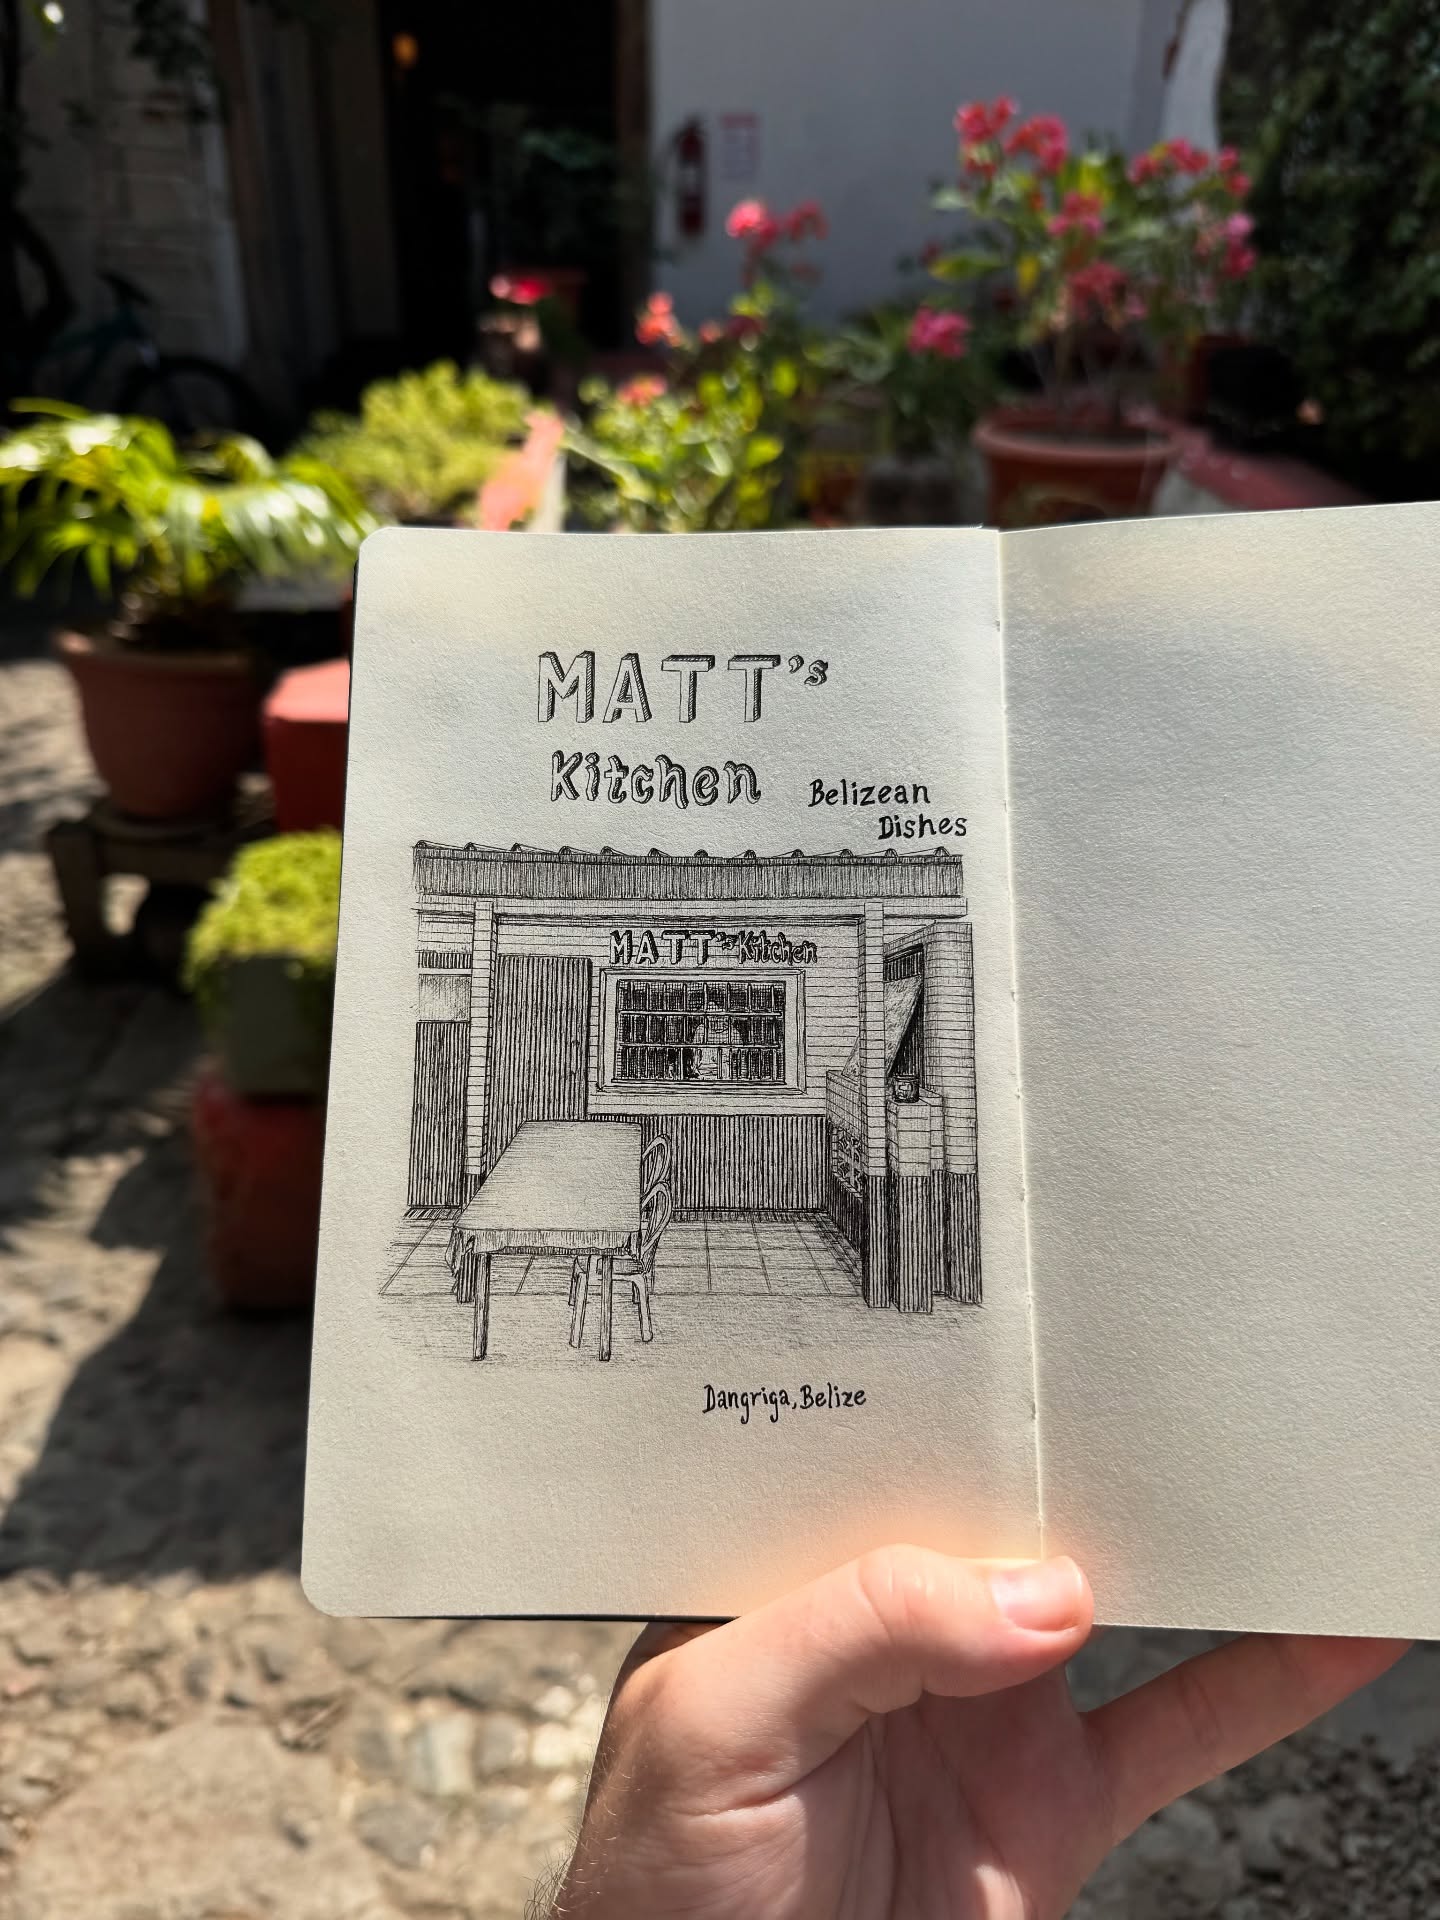 MATT's
Kitchen
Belizean
Dishes
MATT's Kitchen
Dangriga, Belize